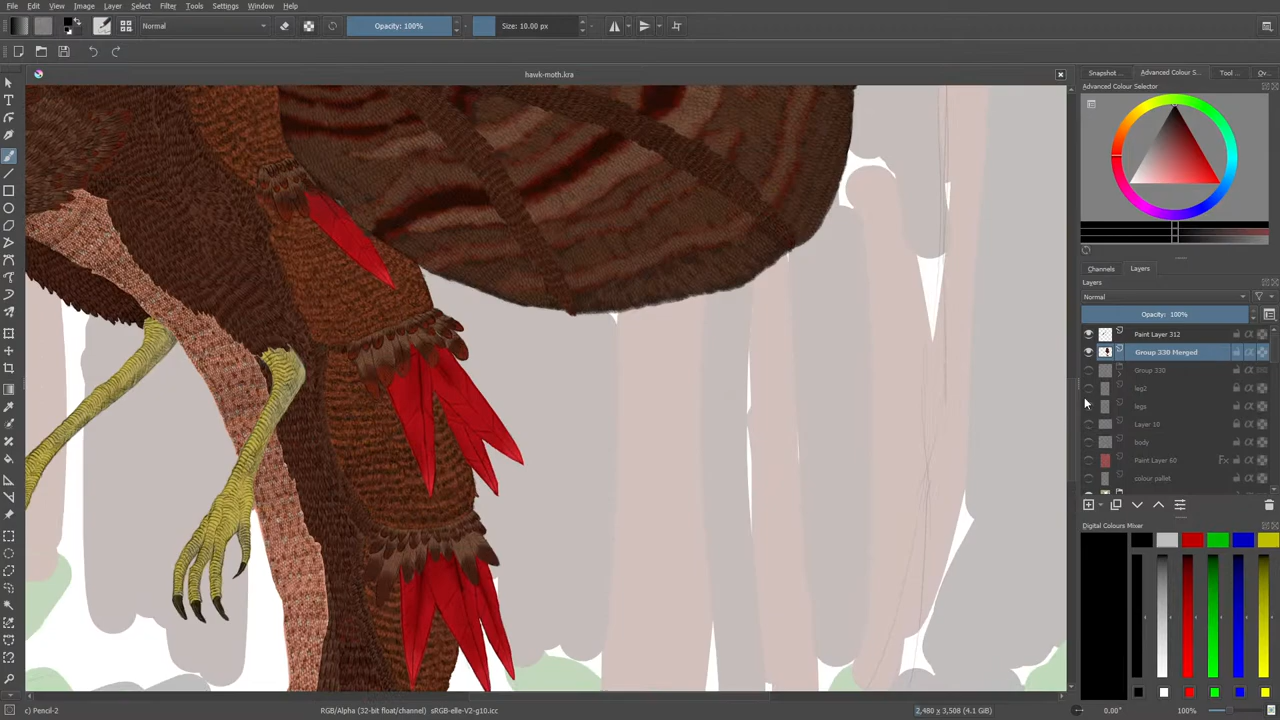 File Edit View Image Layer Select Filter Tools Settings Window Help
Normal Opacity: 100% Size: 10.00 px
hawk-moth.kra
Snapshot ... Advanced Colour S... Tool ... Ov...
Advanced Colour Selector
Channels Layers
Layers
Normal
Opacity: 100%
Paint Layer 312
Group 330 Merged
Group 330
leg2
legs
Layer 10
body
Paint Layer 60 Fx
colour pallet
Digital Colours Mixer
c) Pencil-2 RGB/Alpha (32-bit float/channel) sRGB-elle-V2-g10.icc 2,480 x 3,508 (4.1 GiB) 0.00° 100%